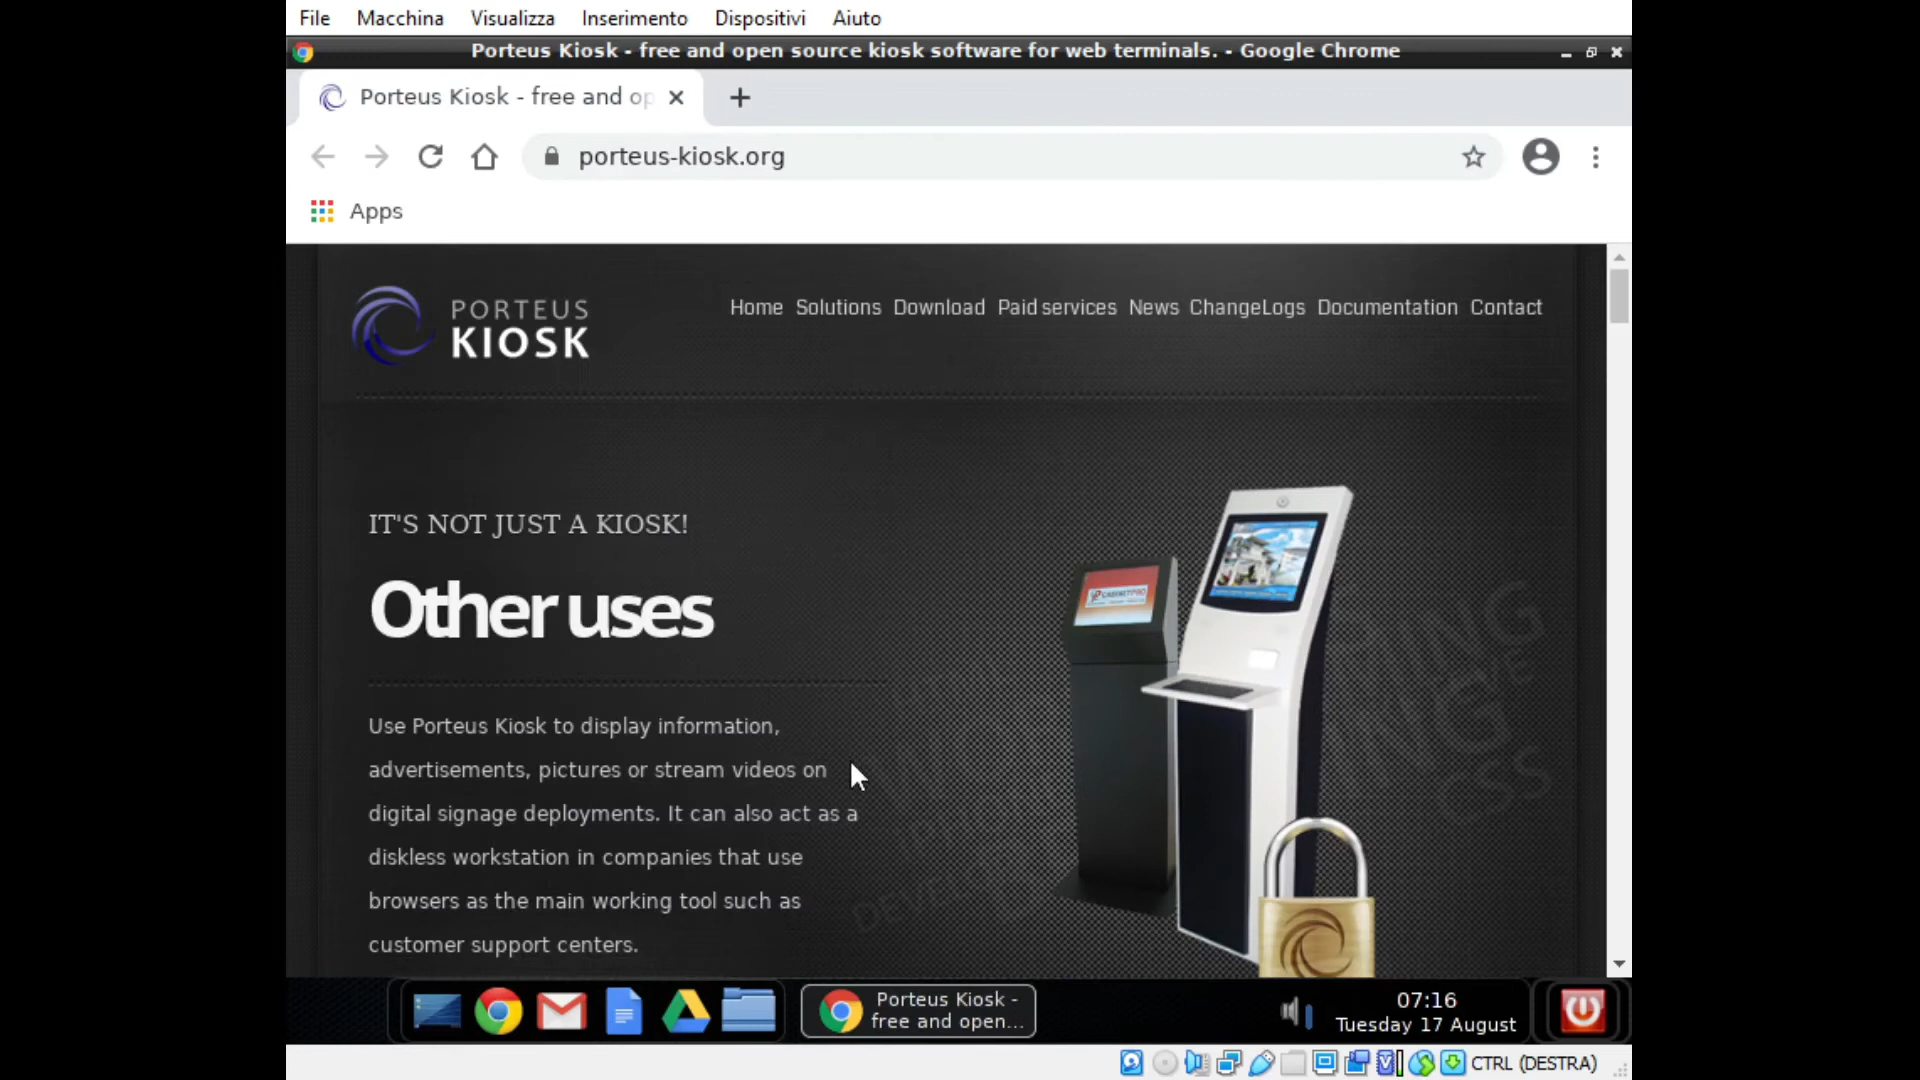 File Macchina Visualizza Inserimento Dispositivi Aiuto
Porteus Kiosk - free and open source kiosk software for web terminals. - Google Chrome
Porteus Kiosk - free and op
porteus-kiosk.org
Apps
PORTEUS
KIOSK
Home Solutions Download Paid services News ChangeLogs Documentation Contact
IT'S NOT JUST A KIOSK!
Other uses
Use Porteus Kiosk to display information,
advertisements, pictures or stream videos on
digital signage deployments. It can also act as a
diskless workstation in companies that use
browsers as the main working tool such as
customer support centers.
Porteus Kiosk -
free and open...
07:16
Tuesday 17 August
CTRL (DESTRA)